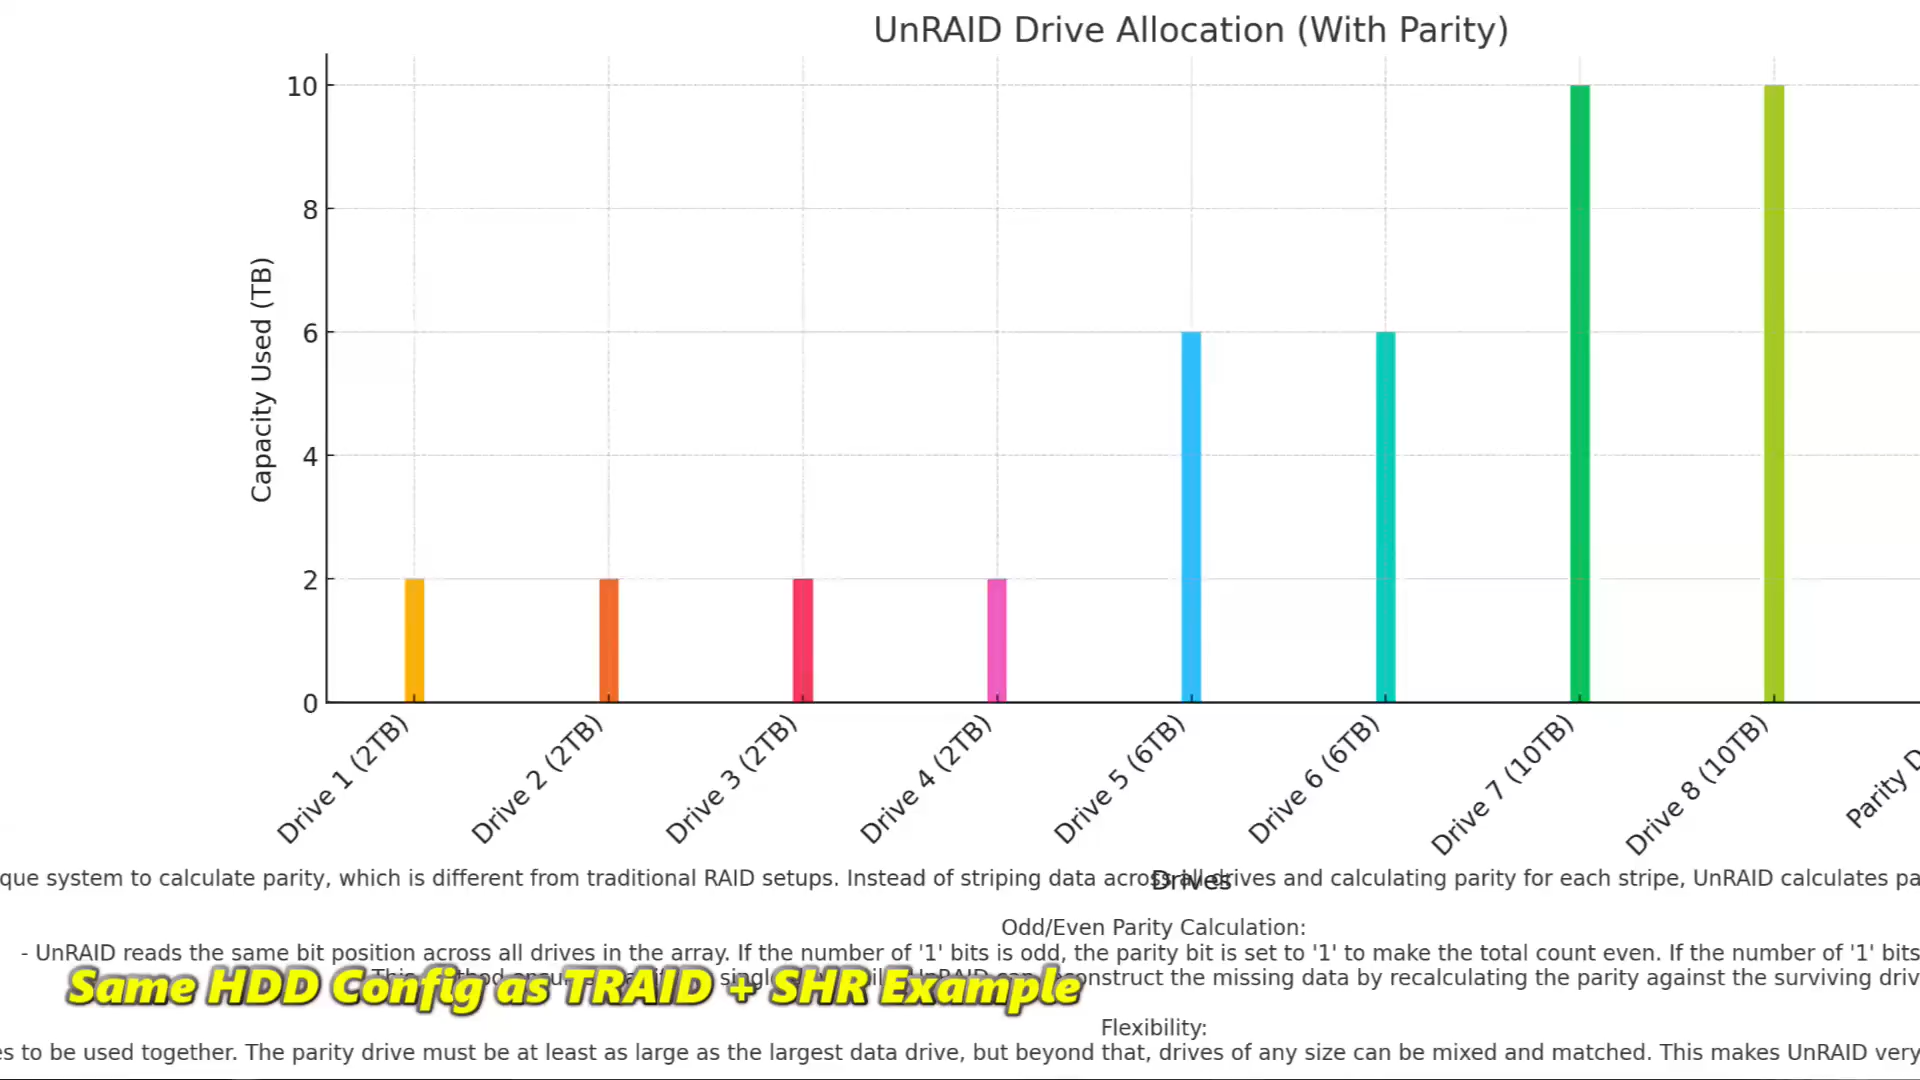 UnRAID Drive Allocation (With Parity)
10
8
6
4
2
0
Capacity Used (TB)
Drive 1 (2TB)
Drive 2 (2TB)
Drive 3 (2TB)
Drive 4 (2TB)
Drive 5 (6TB)
Drive 6 (6TB)
Drive 7 (10TB)
Drive 8 (10TB)
Parity
Drives
que system to calculate parity, which is different from traditional RAID setups. Instead of striping data across all drives and calculating parity for each stripe, UnRAID calculates pa
Odd/Even Parity Calculation:
- UnRAID reads the same bit position across all drives in the array. If the number of '1' bits is odd, the parity bit is set to '1' to make the total count even. If the number of '1' bits
the missing data by recalculating the parity against the surviving driv
Same HDD Config as TRAID + SHR Example
Flexibility:
es to be used together. The parity drive must be at least as large as the largest data drive, but beyond that, drives of any size can be mixed and matched. This makes UnRAID very